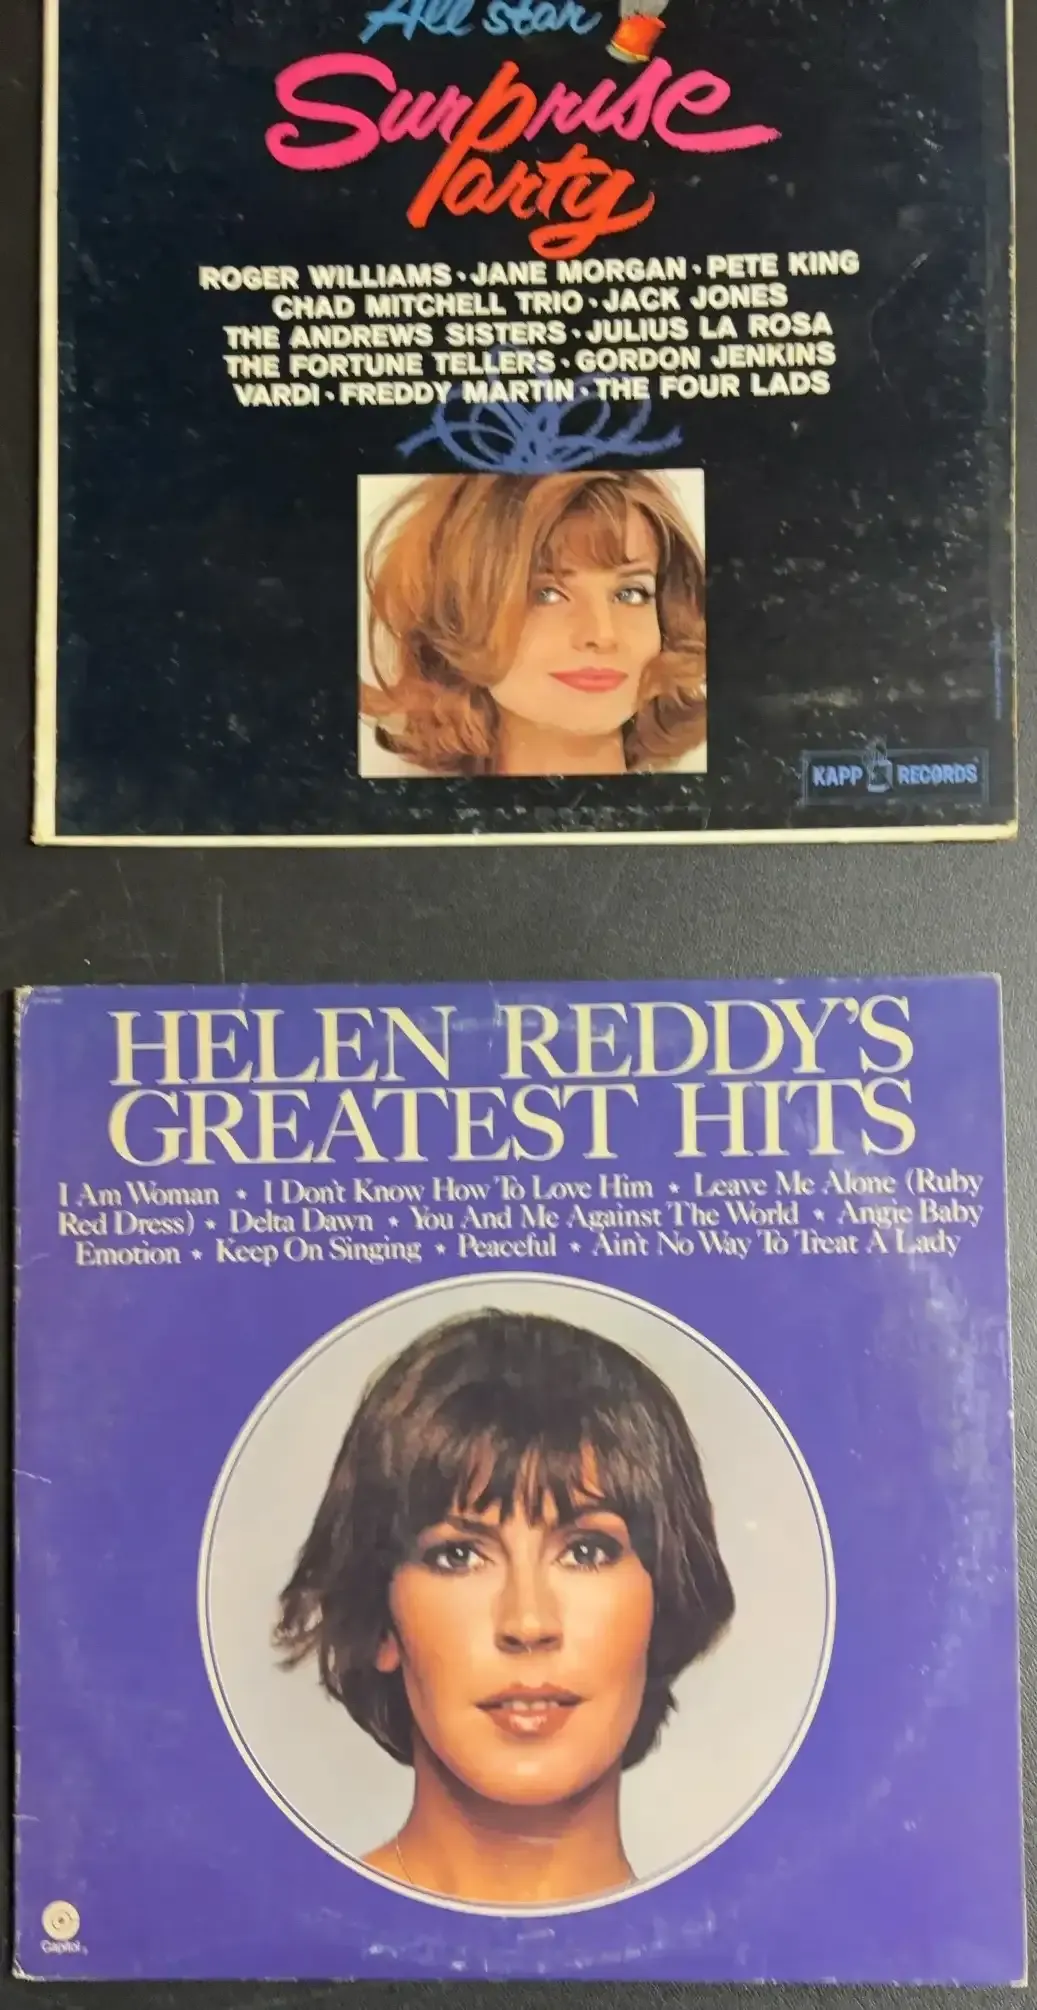 All star
Surprise
Party
ROGER WILLIAMS · JANE MORGAN · PETE KING
CHAD MITCHELL TRIO · JACK JONES
THE ANDREWS SISTERS · JULIUS LA ROSA
THE FORTUNE TELLERS · GORDON JENKINS
VARDI · FREDDY MARTIN · THE FOUR LADS
KAPP RECORDS
HELEN REDDY'S
GREATEST HITS
I Am Woman ★ I Don't Know How To Love Him ★ Leave Me Alone (Ruby
Red Dress) ★ Delta Dawn ★ You And Me Against The World ★ Angie Baby
Emotion ★ Keep On Singing ★ Peaceful ★ Ain't No Way To Treat A Lady
Capitol